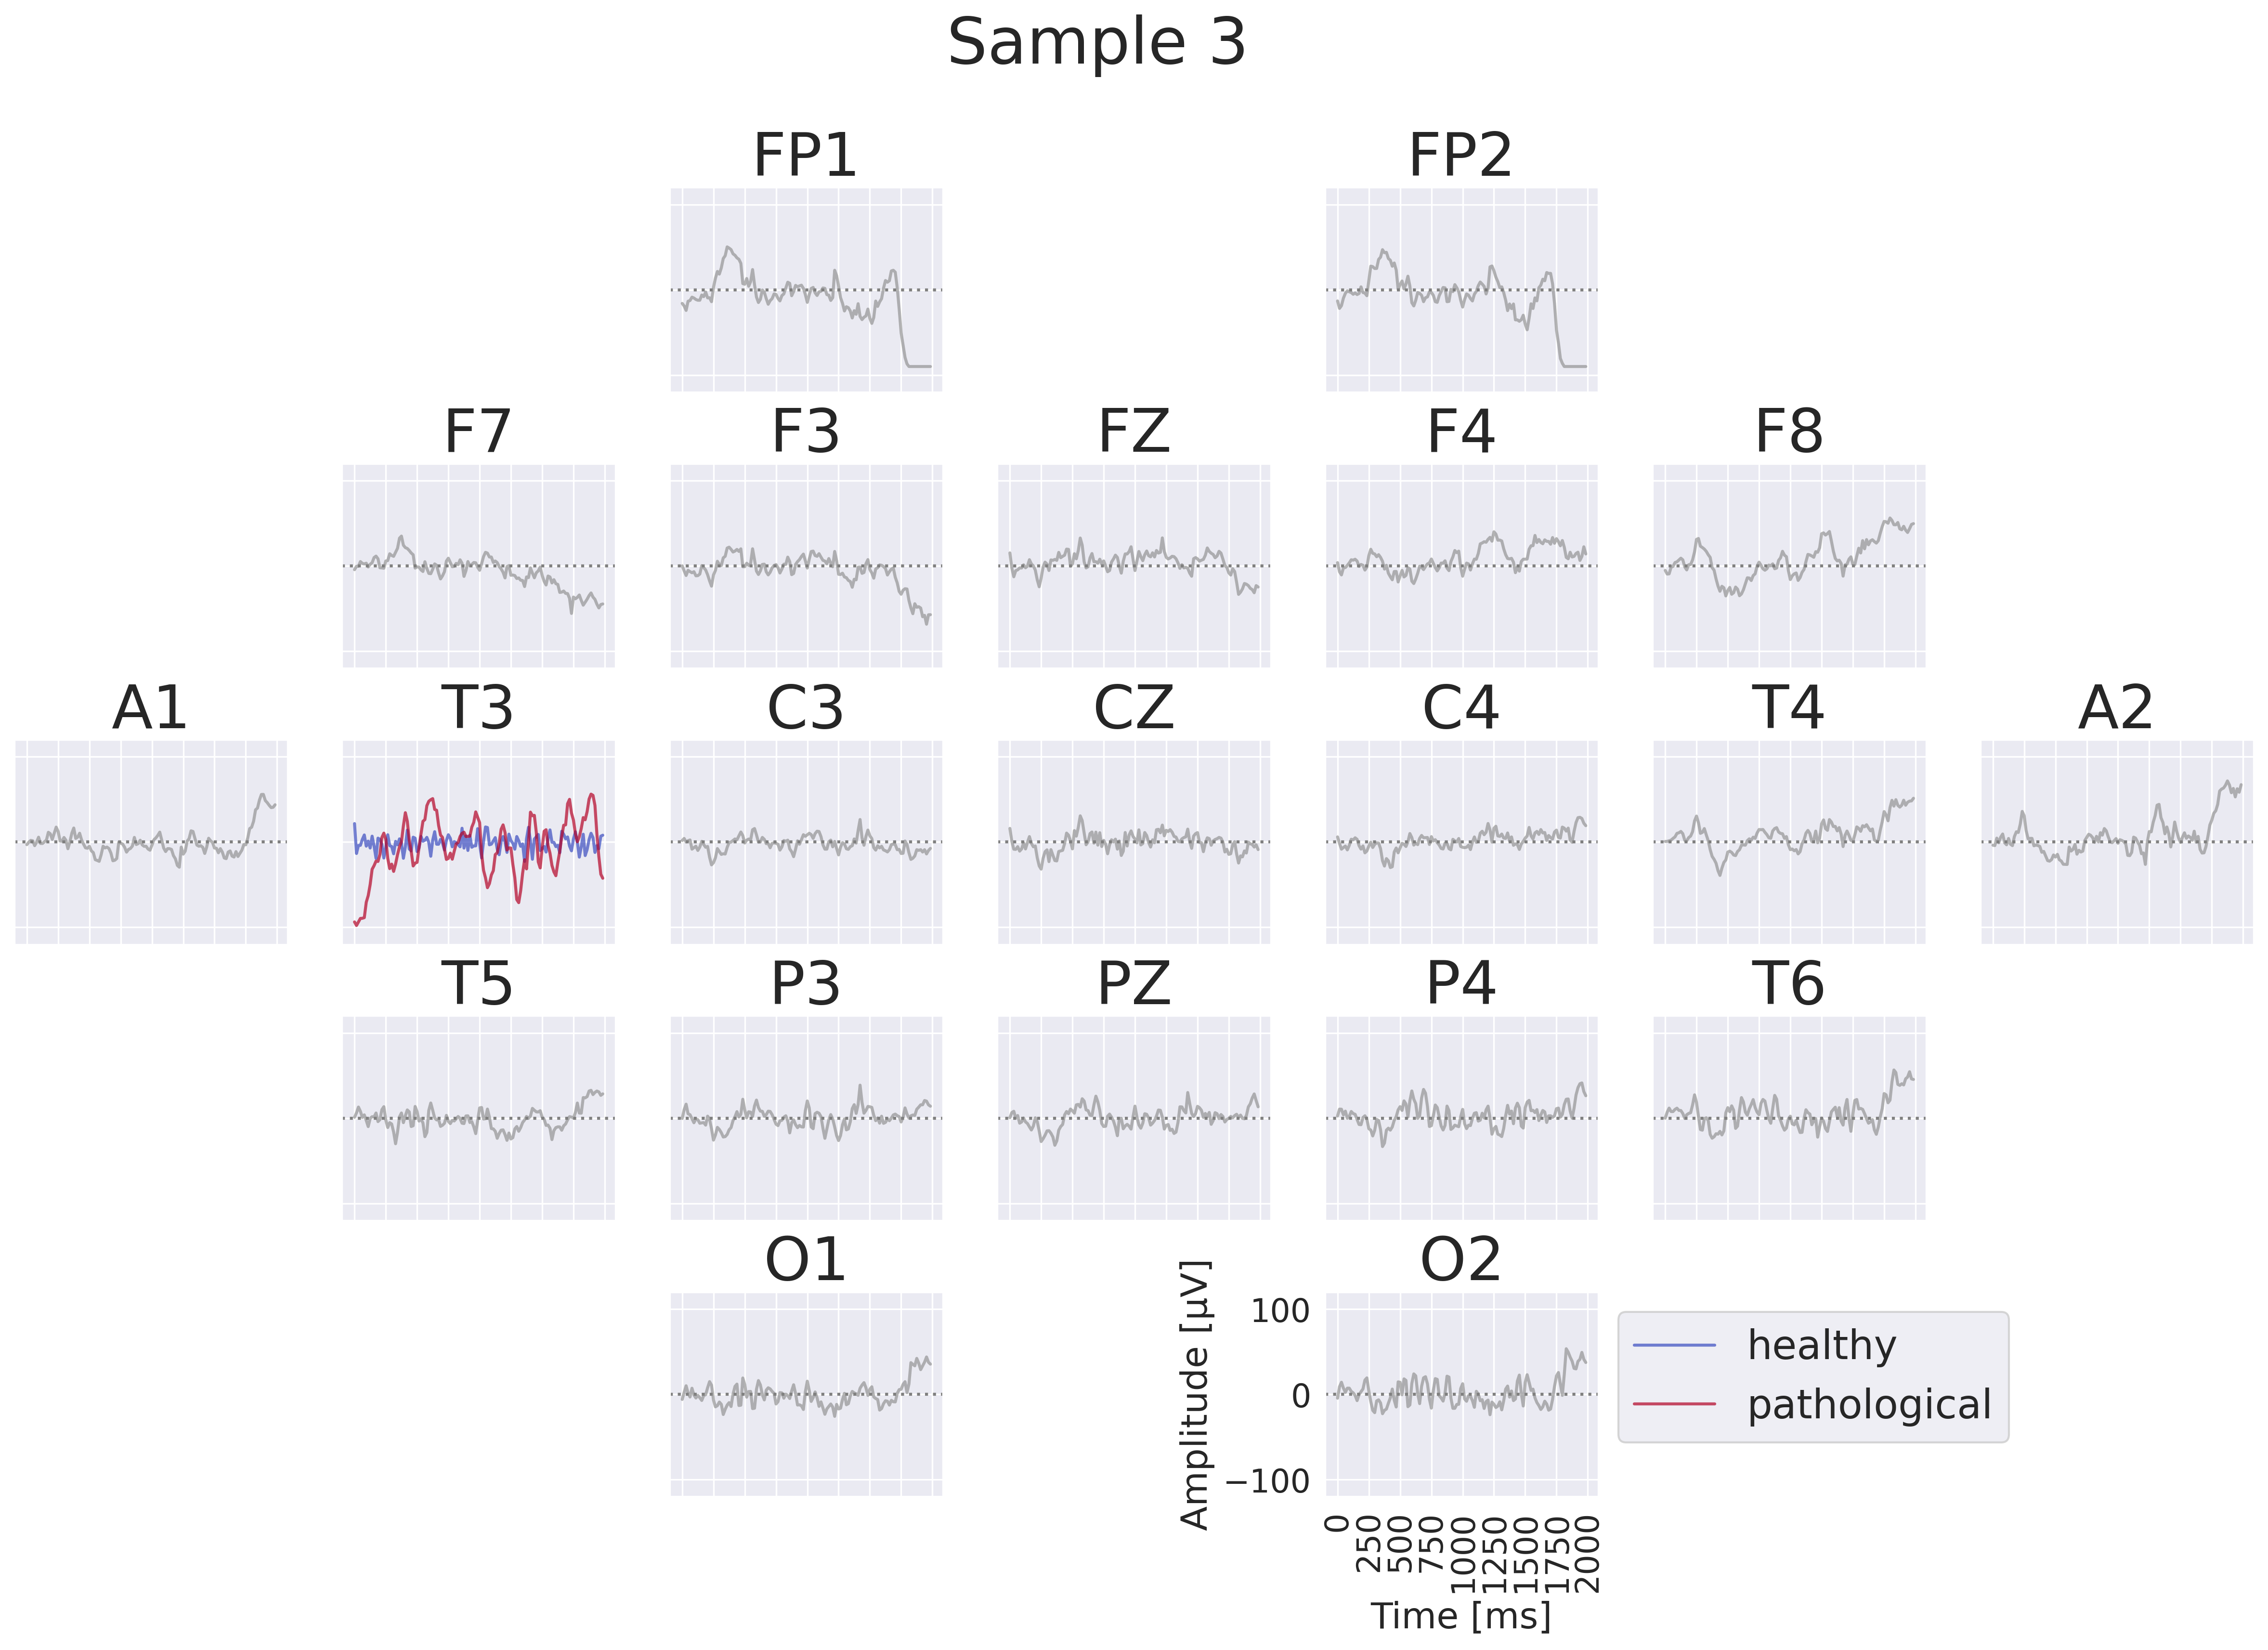 Sample 3
FP1 FP2
F7 F3 FZ F4 F8
A1 T3 C3 CZ C4 T4 A2
T5 P3 PZ P4 T6
O1 O2
Amplitude [µV]
100
0
−100
healthy
pathological
0 250 500 750 1000 1250 1500 1750 2000
Time [ms]